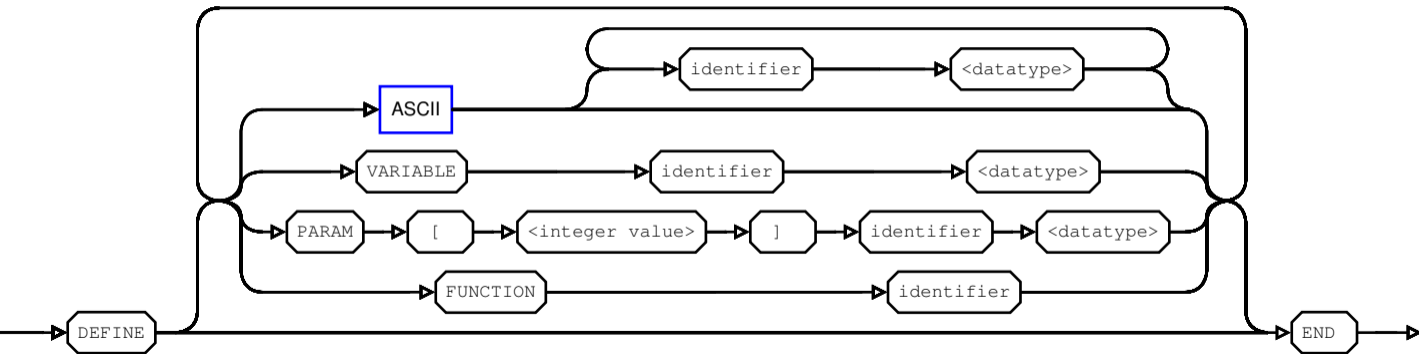 identifier <datatype>
ASCII
VARIABLE identifier <datatype>
PARAM [ <integer value> ] identifier <datatype>
FUNCTION identifier
DEFINE END